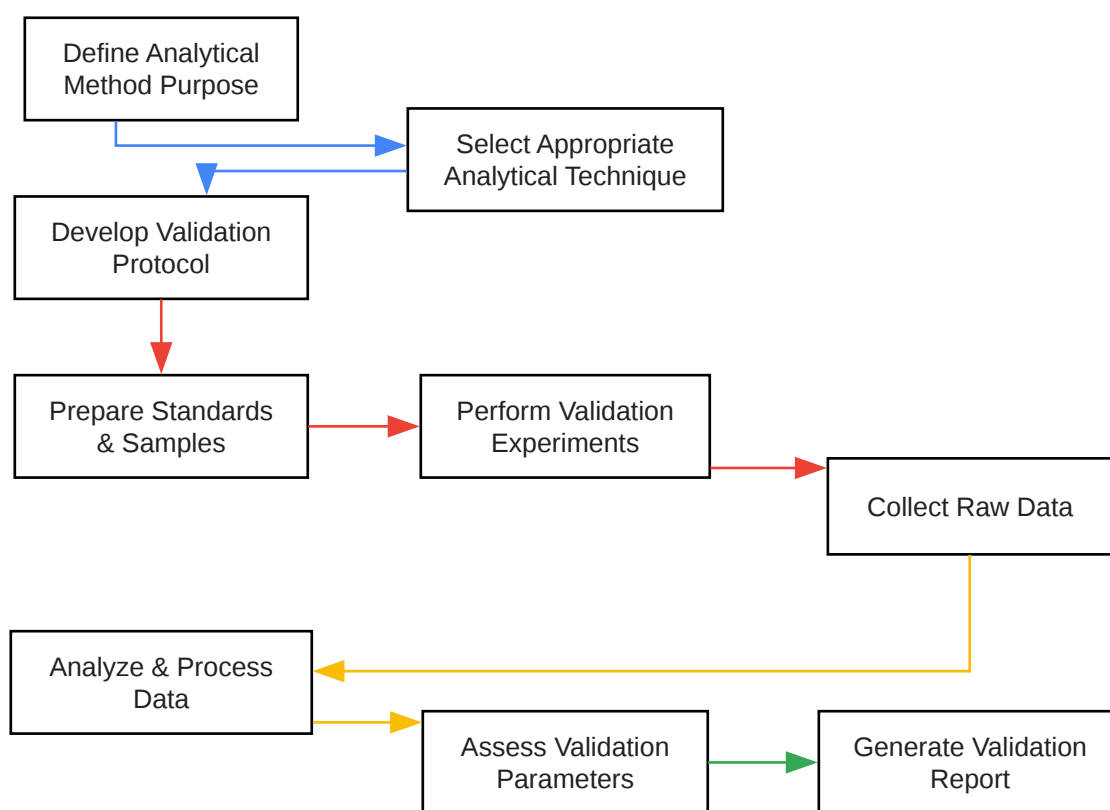 Define Analytical
Method Purpose
Select Appropriate
Analytical Technique
Develop Validation
Protocol
Prepare Standards
& Samples
Perform Validation
Experiments
Collect Raw Data
Analyze & Process
Data
Assess Validation
Parameters
Generate Validation
Report